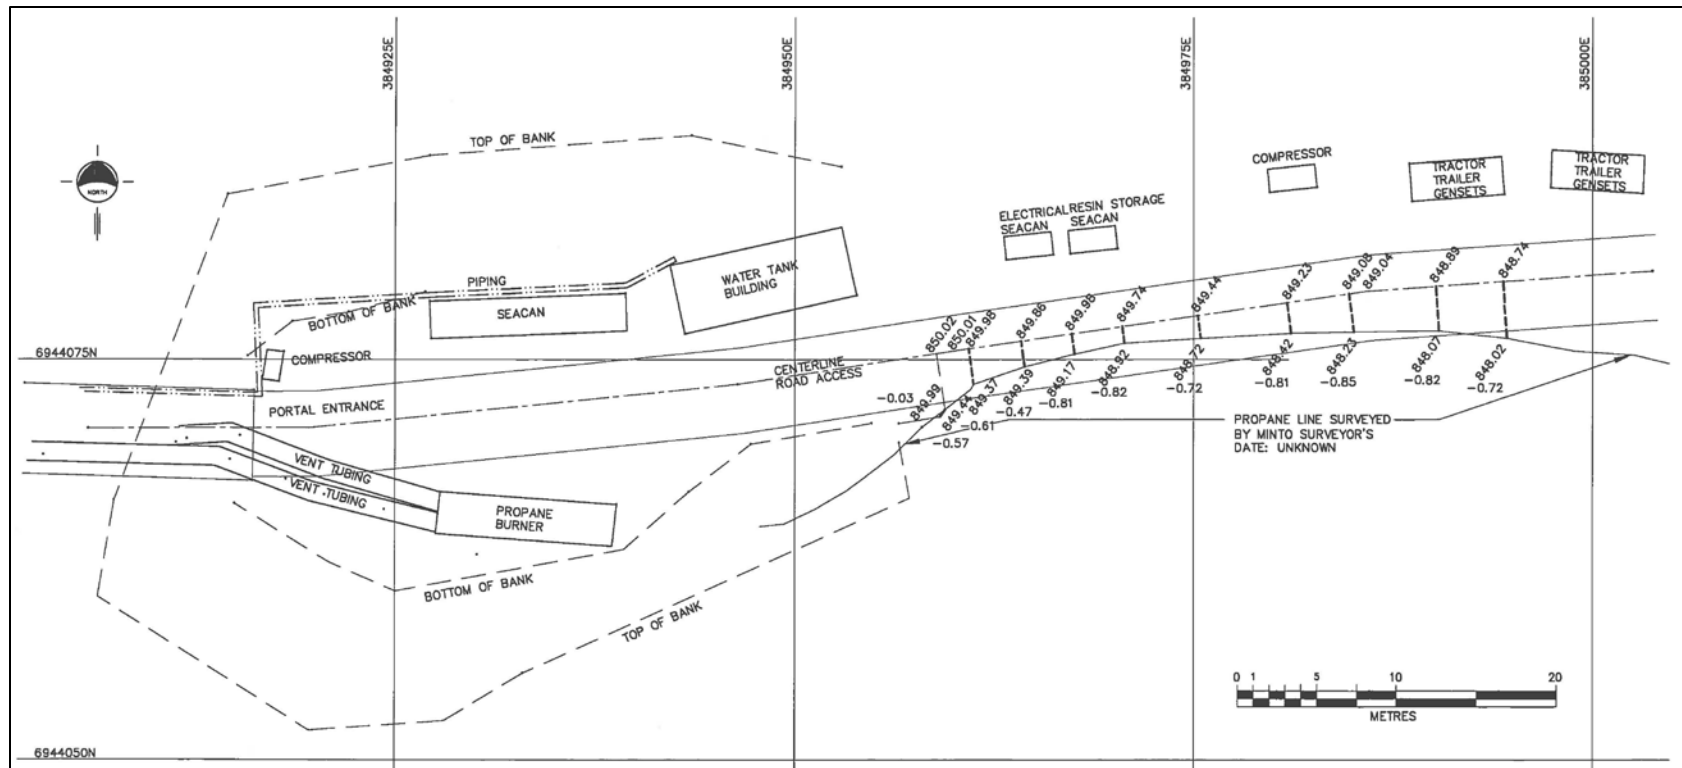 384925E
384950E
384975E
385000E
TOP OF BANK
NORTH
COMPRESSOR
TRACTOR
TRAILER
GENSETS
TRACTOR
TRAILER
GENSETS
ELECTRICAL
SEACAN
RESIN STORAGE
SEACAN
WATER TANK
BUILDING
PIPING
BOTTOM OF BANK
SEACAN
6944075N
COMPRESSOR
PORTAL ENTRANCE
CENTERLINE
ROAD ACCESS
850.02
850.01
849.98
849.86
849.98
849.74
849.44
849.23
849.08
849.04
848.89
848.74
849.99
849.44
849.37
849.39
849.17
848.92
848.72
848.42
848.23
848.07
848.02
-0.03
-0.57
-0.61
-0.47
-0.81
-0.82
-0.72
-0.81
-0.85
-0.82
-0.72
PROPANE LINE SURVEYED
BY MINTO SURVEYOR'S
DATE: UNKNOWN
VENT TUBING
VENT TUBING
PROPANE
BURNER
BOTTOM OF BANK
TOP OF BANK
0 1 5 10 20
METRES
6944050N